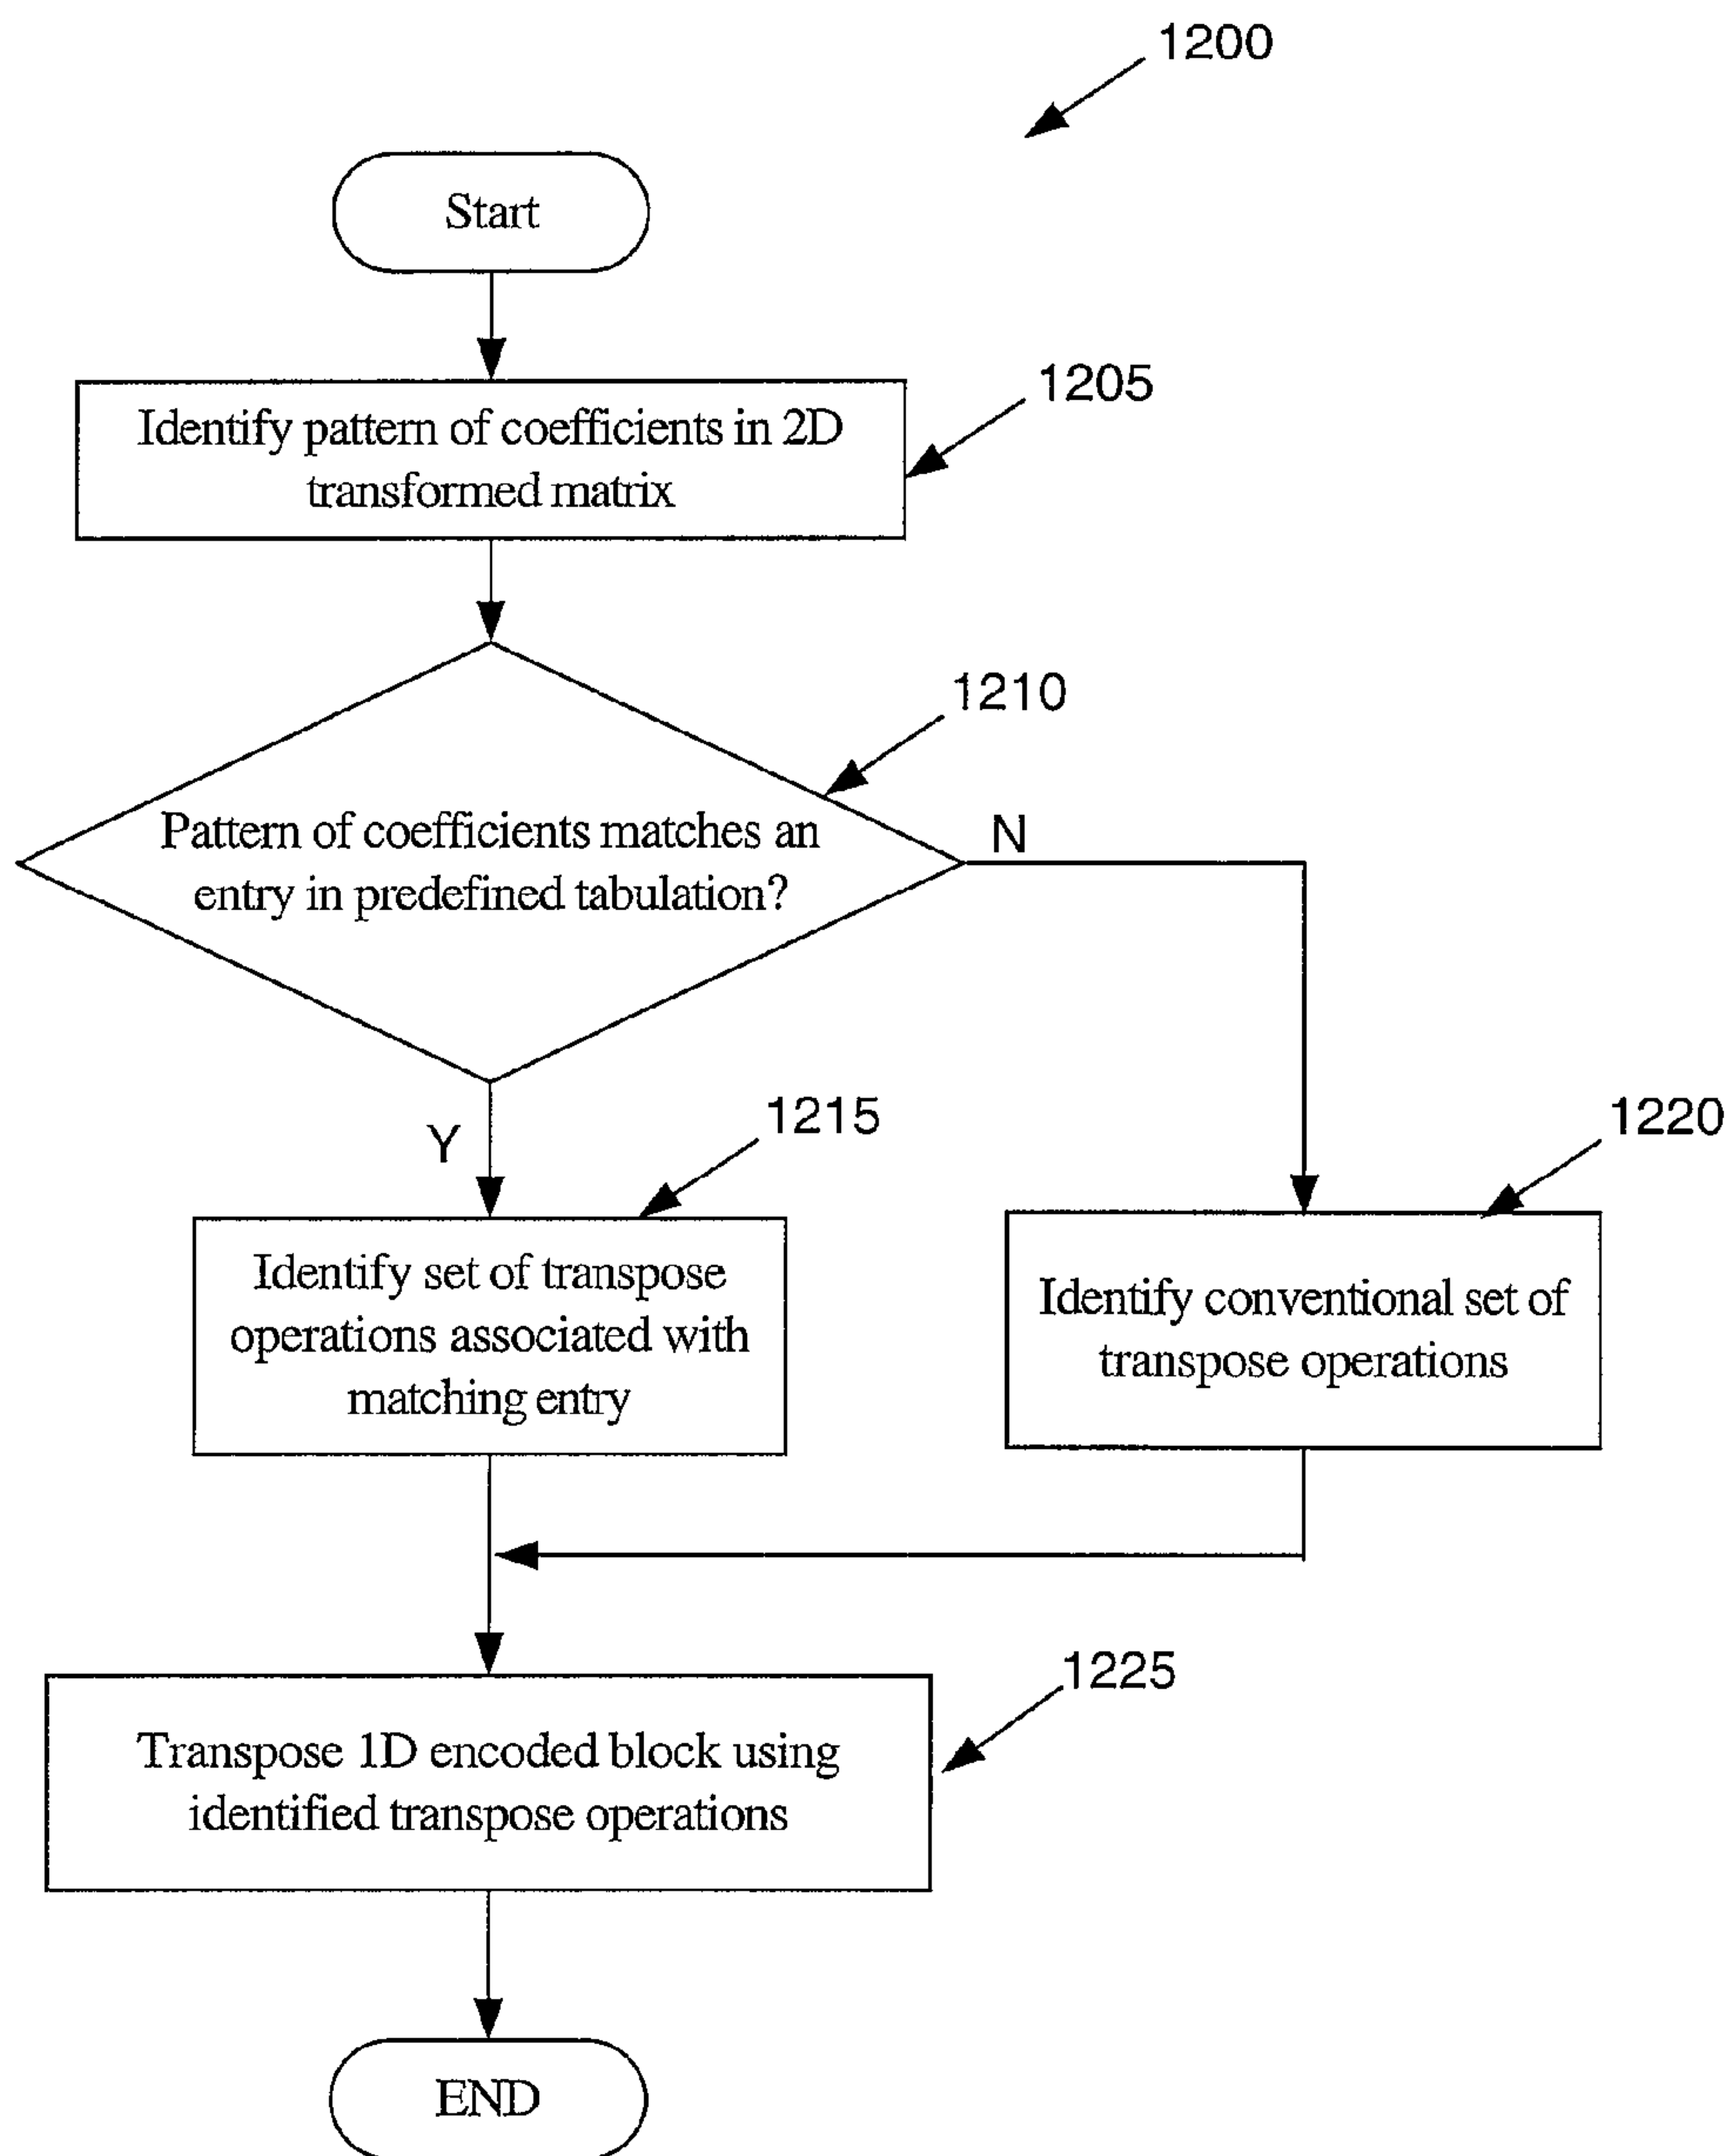 1200
Start
1205
Identify pattern of coefficients in 2D
transformed matrix
1210
Pattern of coefficients matches an
entry in predefined tabulation?
N
Y
1215
1220
Identify set of transpose
operations associated with
matching entry
Identify conventional set of
transpose operations
1225
Transpose 1D encoded block using
identified transpose operations
END